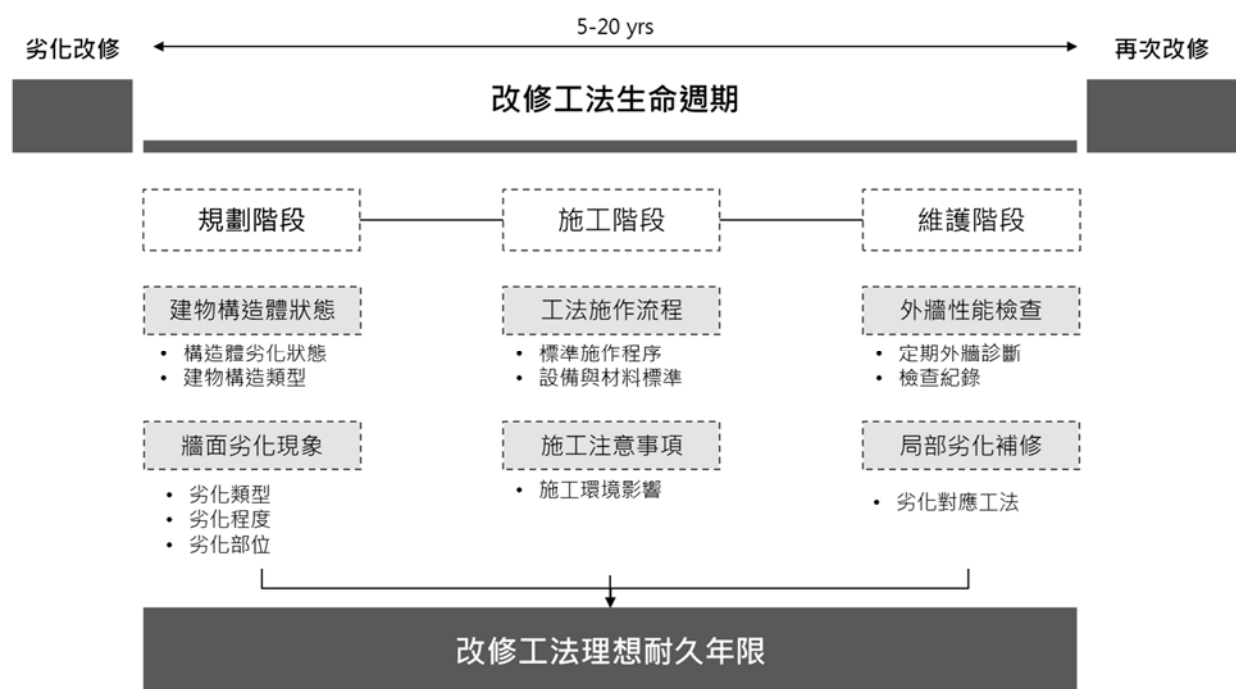 5-20 yrs
劣化改修
再次改修
改修工法生命週期
規劃階段
施工階段
維護階段
建物構造體狀態
• 構造體劣化狀態
• 建物構造類型
工法施作流程
• 標準施作程序
• 設備與材料標準
外牆性能檢查
• 定期外牆診斷
• 檢查紀錄
牆面劣化現象
• 劣化類型
• 劣化程度
• 劣化部位
施工注意事項
• 施工環境影響
局部劣化補修
• 劣化對應工法
改修工法理想耐久年限